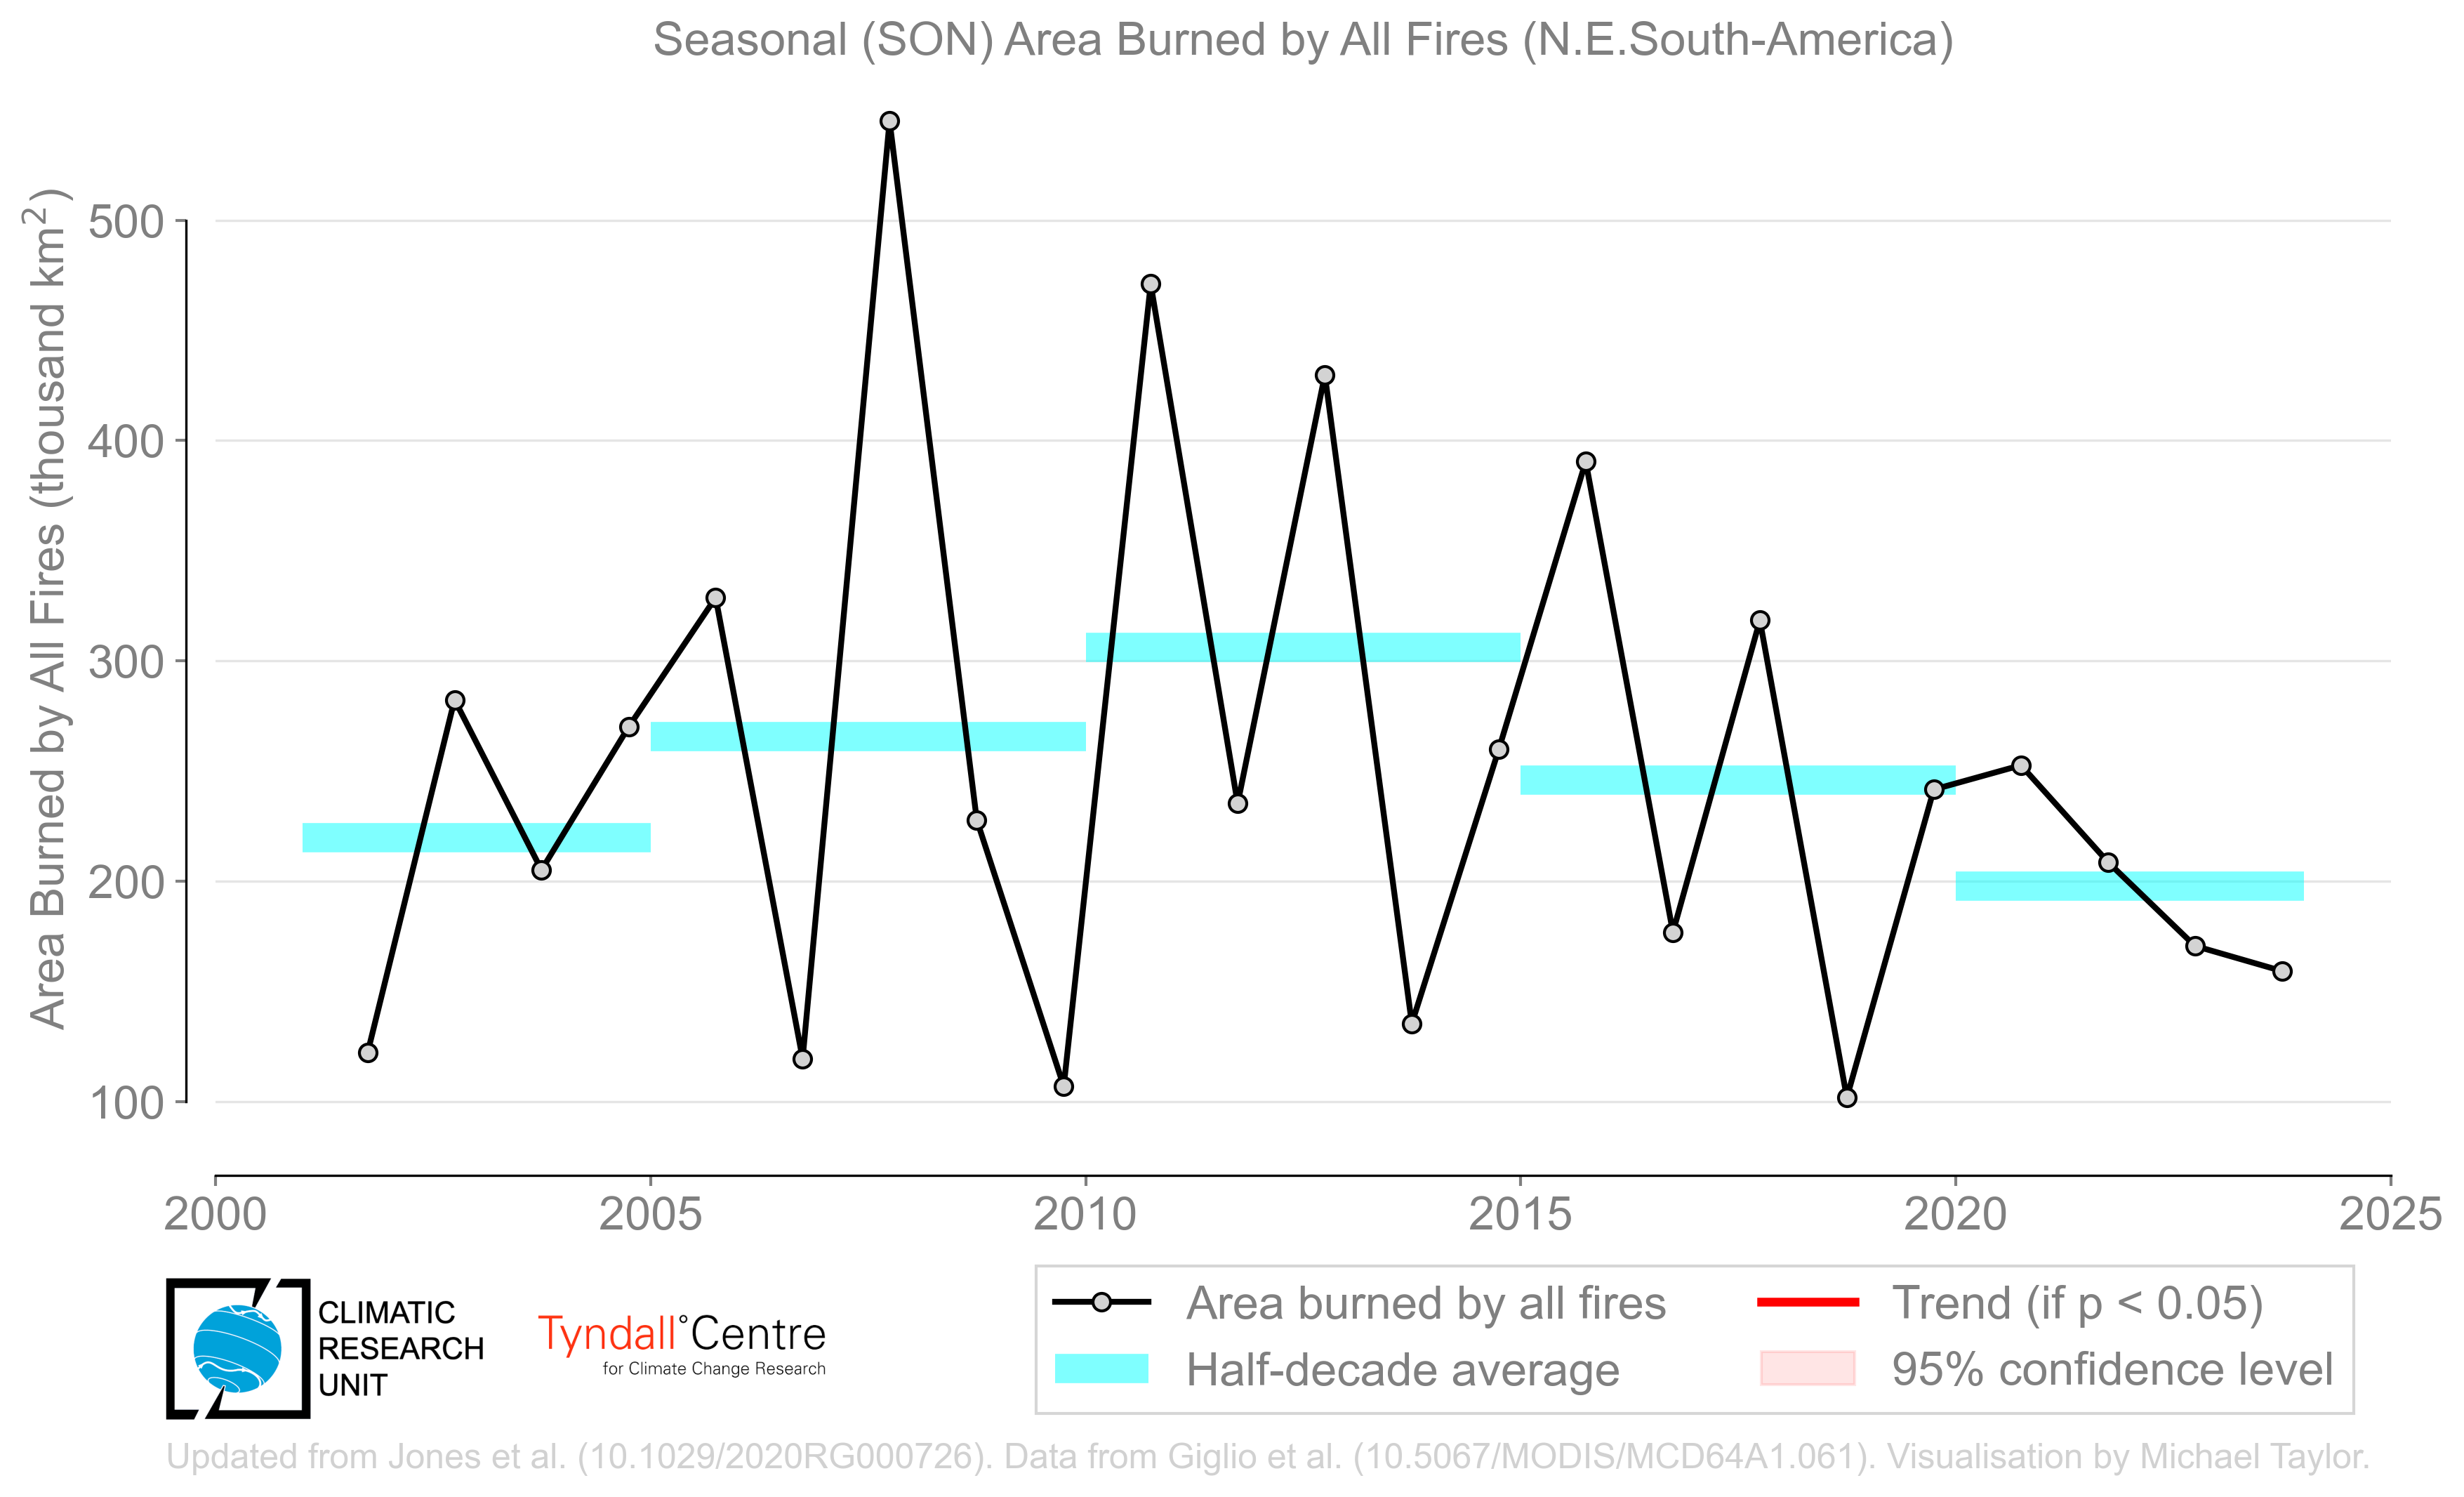 Seasonal (SON) Area Burned by All Fires (N.E.South-America)
Area Burned by All Fires (thousand km²)
500
400
300
200
100
2000 2005 2010 2015 2020 2025
CLIMATIC
RESEARCH
UNIT
Tyndall°Centre
for Climate Change Research
Area burned by all fires
Half-decade average
Trend (if p < 0.05)
95% confidence level
Updated from Jones et al. (10.1029/2020RG000726). Data from Giglio et al. (10.5067/MODIS/MCD64A1.061). Visualisation by Michael Taylor.